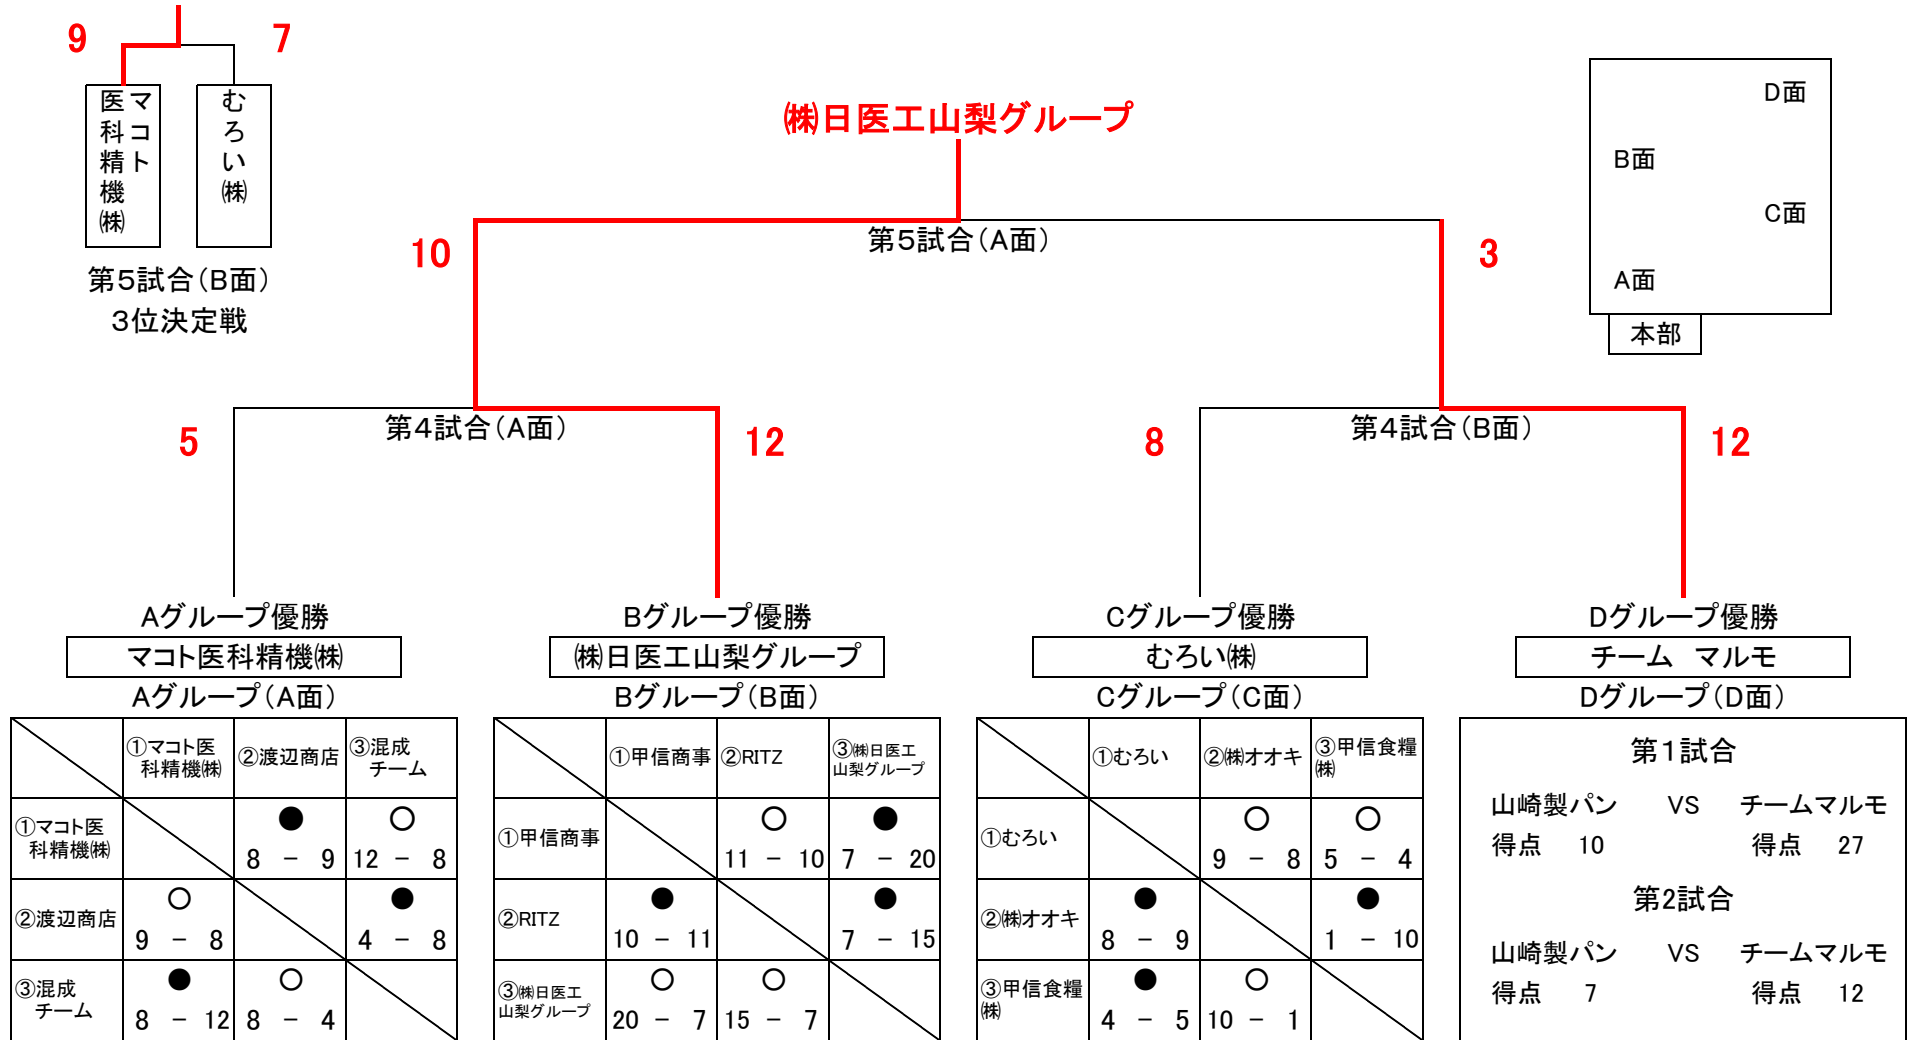 9
7
マコト
医科精機㈱
むろい㈱
第5試合(B面)
3位決定戦
㈱日医工山梨グループ
D面
B面
C面
A面
本部
10
第5試合(A面)
3
5
第4試合(A面)
12
8
第4試合(B面)
12
Aグループ優勝
Bグループ優勝
Cグループ優勝
Dグループ優勝
マコト医科精機㈱
㈱日医工山梨グループ
むろい㈱
チーム マルモ
Aグループ(A面)
Bグループ(B面)
Cグループ(C面)
Dグループ(D面)
①マコト医
科精機㈱
②渡辺商店
③混成
チーム
①マコト医
科精機㈱
●
8 - 9
○
12 - 8
②渡辺商店
○
9 - 8
●
4 - 8
③混成
チーム
●
8 - 12
○
8 - 4
①甲信商事
②RITZ
③㈱日医工
山梨グループ
①甲信商事
○
11 - 10
●
7 - 20
②RITZ
●
10 - 11
●
7 - 15
③㈱日医工
山梨グループ
○
20 - 7
○
15 - 7
①むろい
②㈱オオキ
③甲信食糧
㈱
①むろい
○
9 - 8
○
5 - 4
②㈱オオキ
●
8 - 9
●
1 - 10
③甲信食糧
㈱
●
4 - 5
○
10 - 1
第1試合
山崎製パン VS チームマルモ
得点 10 得点 27
第2試合
山崎製パン VS チームマルモ
得点 7 得点 12